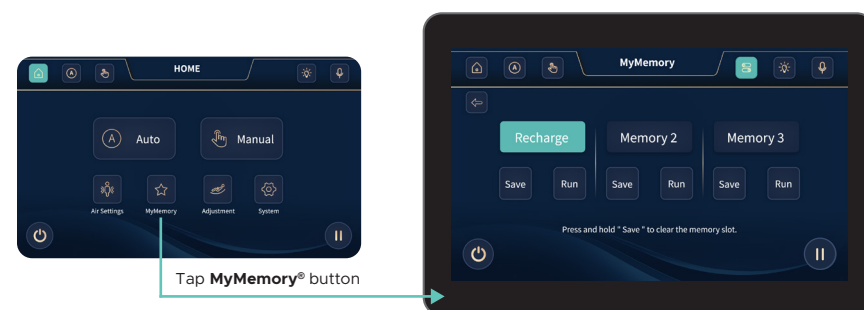 HOME
A
A Auto
Manual
Air Settings
MyMemory
Adjustment
System
Tap MyMemory® button
MyMemory
A
Recharge
Memory 2
Memory 3
Save
Run
Save
Run
Save
Run
Press and hold " Save " to clear the memory slot.